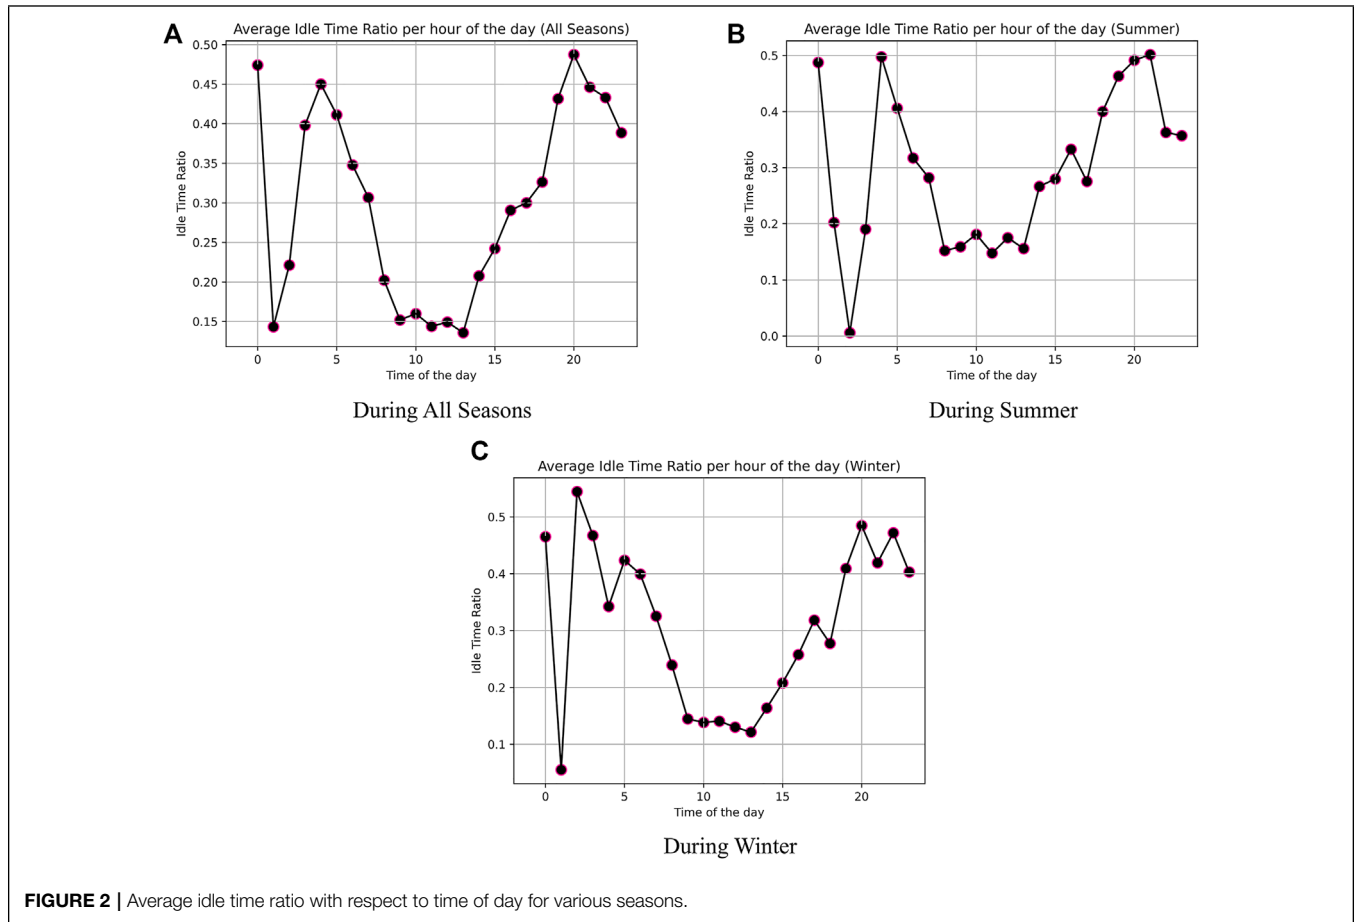 A
Average Idle Time Ratio per hour of the day (All Seasons)
0.50
0.45
0.40
0.35
0.30
0.25
0.20
0.15
Idle Time Ratio
0 5 10 15 20
Time of the day
During All Seasons
B
Average Idle Time Ratio per hour of the day (Summer)
0.5
0.4
0.3
0.2
0.1
0.0
Idle Time Ratio
0 5 10 15 20
Time of the day
During Summer
C
Average Idle Time Ratio per hour of the day (Winter)
0.5
0.4
0.3
0.2
0.1
Idle Time Ratio
0 5 10 15 20
Time of the day
During Winter
FIGURE 2 | Average idle time ratio with respect to time of day for various seasons.